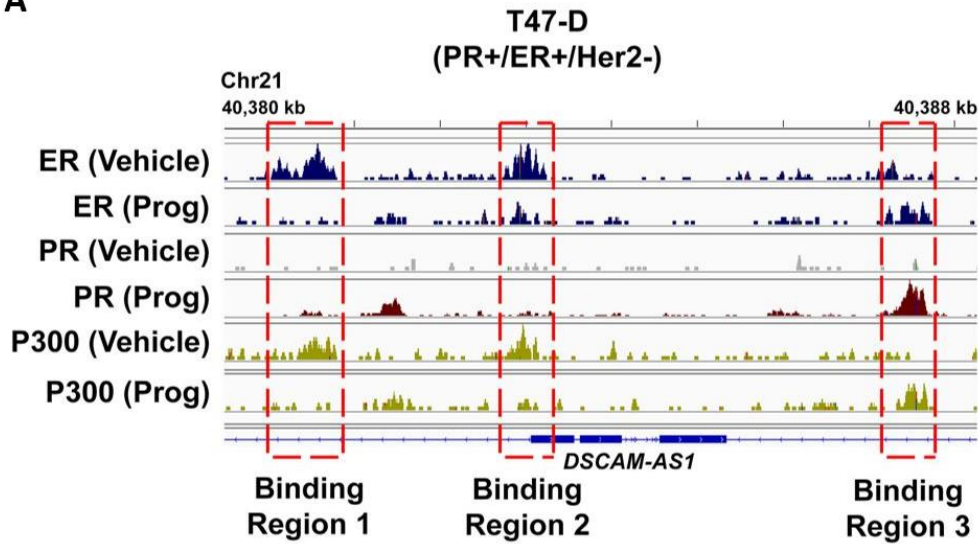 A
T47-D
(PR+/ER+/Her2-)
Chr21
40,380 kb
40,388 kb
ER (Vehicle)
ER (Prog)
PR (Vehicle)
PR (Prog)
P300 (Vehicle)
P300 (Prog)
DSCAM-AS1
Binding
Region 1
Binding
Region 2
Binding
Region 3